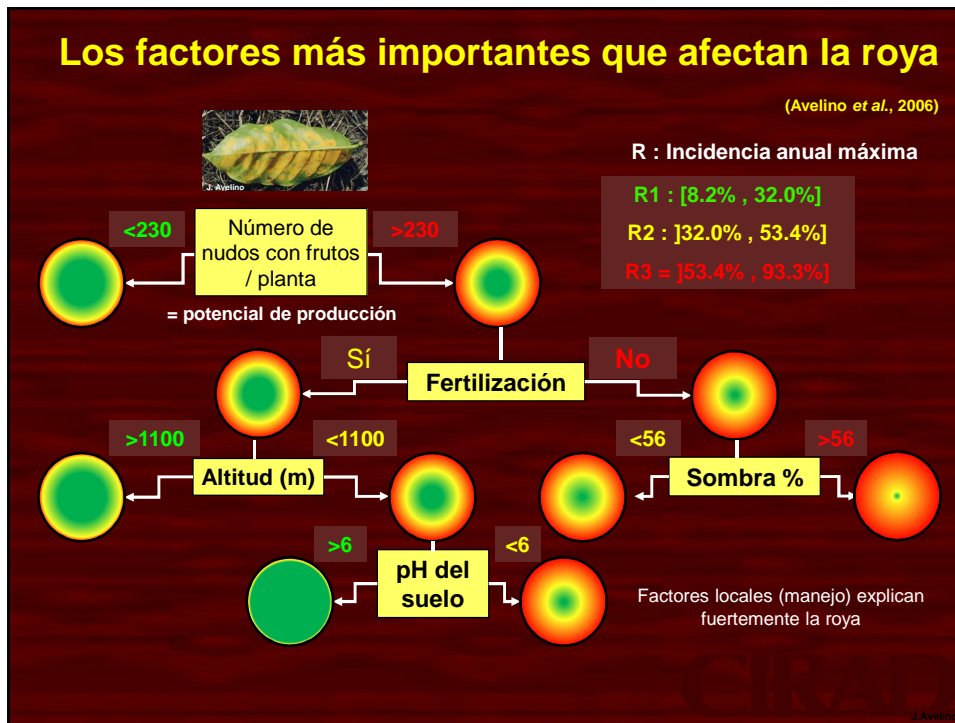 Los factores más importantes que afectan la roya
(Avelino et al., 2006)
J. Avelino
R : Incidencia anual máxima
R1 : [8.2% , 32.0%]
R2 : ]32.0% , 53.4%]
R3 = ]53.4% , 93.3%]
<230
Número de
nudos con frutos
/ planta
>230
= potencial de producción
Sí
Fertilización
No
>1100
Altitud (m)
<1100
<56
Sombra %
>56
>6
pH del
suelo
<6
Factores locales (manejo) explican
fuertemente la roya
CIRAD
J.Avelino